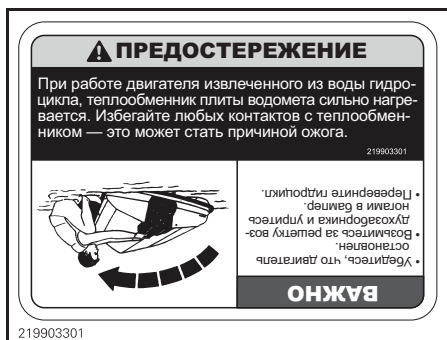 ПРЕДОСТЕРЕЖЕНИЕ
При работе двигателя извлеченного из воды гидро-
цикла, теплообменник плиты водомета сильно нагре-
вается. Избегайте любых контактов с теплообмен-
ником — это может стать причиной ожога.
219903301
ВАЖНО
• Убедитесь, что двигатель
остановлен.
• Возьмитесь за решетку воз-
духозаборника и упритесь
ногами в бампер.
• Переверните гидроцикл.
219903301